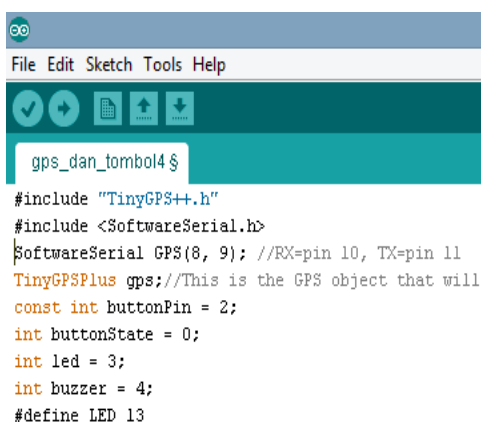 File Edit Sketch Tools Help
gps_dan_tombol4 §
#include "TinyGPS++.h"
#include <SoftwareSerial.h>
SoftwareSerial GPS(8, 9); //RX=pin 10, TX=pin 11
TinyGPSPlus gps;//This is the GPS object that will
const int buttonPin = 2;
int buttonState = 0;
int led = 3;
int buzzer = 4;
#define LED 13